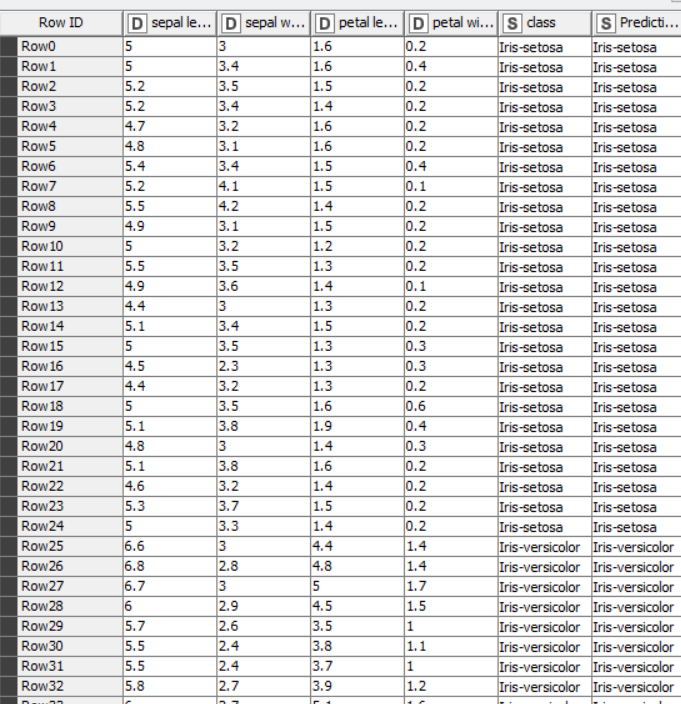 Row ID D sepal le... D sepal w... D petal le... D petal wi... S class S Predicti...
Row0 5 3 1.6 0.2 Iris-setosa Iris-setosa
Row1 5 3.4 1.6 0.4 Iris-setosa Iris-setosa
Row2 5.2 3.5 1.5 0.2 Iris-setosa Iris-setosa
Row3 5.2 3.4 1.4 0.2 Iris-setosa Iris-setosa
Row4 4.7 3.2 1.6 0.2 Iris-setosa Iris-setosa
Row5 4.8 3.1 1.6 0.2 Iris-setosa Iris-setosa
Row6 5.4 3.4 1.5 0.4 Iris-setosa Iris-setosa
Row7 5.2 4.1 1.5 0.1 Iris-setosa Iris-setosa
Row8 5.5 4.2 1.4 0.2 Iris-setosa Iris-setosa
Row9 4.9 3.1 1.5 0.2 Iris-setosa Iris-setosa
Row10 5 3.2 1.2 0.2 Iris-setosa Iris-setosa
Row11 5.5 3.5 1.3 0.2 Iris-setosa Iris-setosa
Row12 4.9 3.6 1.4 0.1 Iris-setosa Iris-setosa
Row13 4.4 3 1.3 0.2 Iris-setosa Iris-setosa
Row14 5.1 3.4 1.5 0.2 Iris-setosa Iris-setosa
Row15 5 3.5 1.3 0.3 Iris-setosa Iris-setosa
Row16 4.5 2.3 1.3 0.3 Iris-setosa Iris-setosa
Row17 4.4 3.2 1.3 0.2 Iris-setosa Iris-setosa
Row18 5 3.5 1.6 0.6 Iris-setosa Iris-setosa
Row19 5.1 3.8 1.9 0.4 Iris-setosa Iris-setosa
Row20 4.8 3 1.4 0.3 Iris-setosa Iris-setosa
Row21 5.1 3.8 1.6 0.2 Iris-setosa Iris-setosa
Row22 4.6 3.2 1.4 0.2 Iris-setosa Iris-setosa
Row23 5.3 3.7 1.5 0.2 Iris-setosa Iris-setosa
Row24 5 3.3 1.4 0.2 Iris-setosa Iris-setosa
Row25 6.6 3 4.4 1.4 Iris-versicolor Iris-versicolor
Row26 6.8 2.8 4.8 1.4 Iris-versicolor Iris-versicolor
Row27 6.7 3 5 1.7 Iris-versicolor Iris-versicolor
Row28 6 2.9 4.5 1.5 Iris-versicolor Iris-versicolor
Row29 5.7 2.6 3.5 1 Iris-versicolor Iris-versicolor
Row30 5.5 2.4 3.8 1.1 Iris-versicolor Iris-versicolor
Row31 5.5 2.4 3.7 1 Iris-versicolor Iris-versicolor
Row32 5.8 2.7 3.9 1.2 Iris-versicolor Iris-versicolor